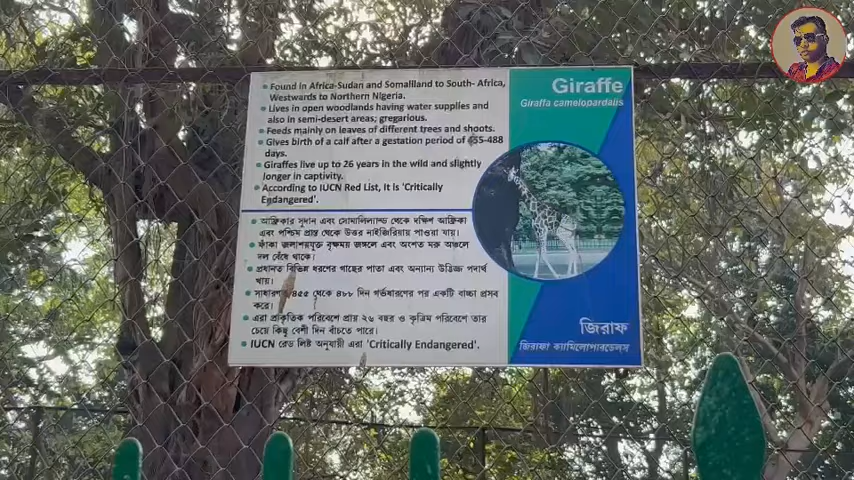 Giraffe
Giraffa camelopardalis
• Found in Africa-Sudan and Somaliland to South- Africa,
Westwards to Northern Nigeria.
• Lives in open woodlands having water supplies and
also in semi-desert areas; gregarious.
• Feeds mainly on leaves of different trees and shoots.
• Gives birth of a calf after a gestation period of 455-488
days.
• Giraffes live up to 26 years in the wild and slightly
longer in captivity.
• According to IUCN Red List, it is 'Critically
Endangered'.
• আফ্রিকার সুদান এবং সোমালিল্যান্ড থেকে দক্ষিণ আফ্রিকা
এবং পশ্চিম প্রান্ত থেকে উত্তর নাইজিরিয়ায় পাওয়া যায়।
• ফাঁকা জলাশয়যুক্ত বৃক্ষময় জঙ্গলে এবং অংশত মরু অঞ্চলে
দল বেঁধে থাকে।
• প্রধানত বিভিন্ন ধরণের গাছের পাতা এবং অন্যান্য উদ্ভিজ্জ পদার্থ
খায়।
• সাধারণত ৪৫৫ থেকে ৪৮৮ দিন গর্ভধারণের পর একটি বাচ্চা প্রসব
করে।
• এরা প্রাকৃতিক পরিবেশে প্রায় ২৬ বছর ও কৃত্রিম পরিবেশে তার
চেয়ে কিছু বেশী দিন বাঁচতে পারে।
• IUCN রেড লিষ্ট অনুযায়ী এরা 'Critically Endangered'.
জিরাফ
জিরাফা ক্যামিলোপারডেলস